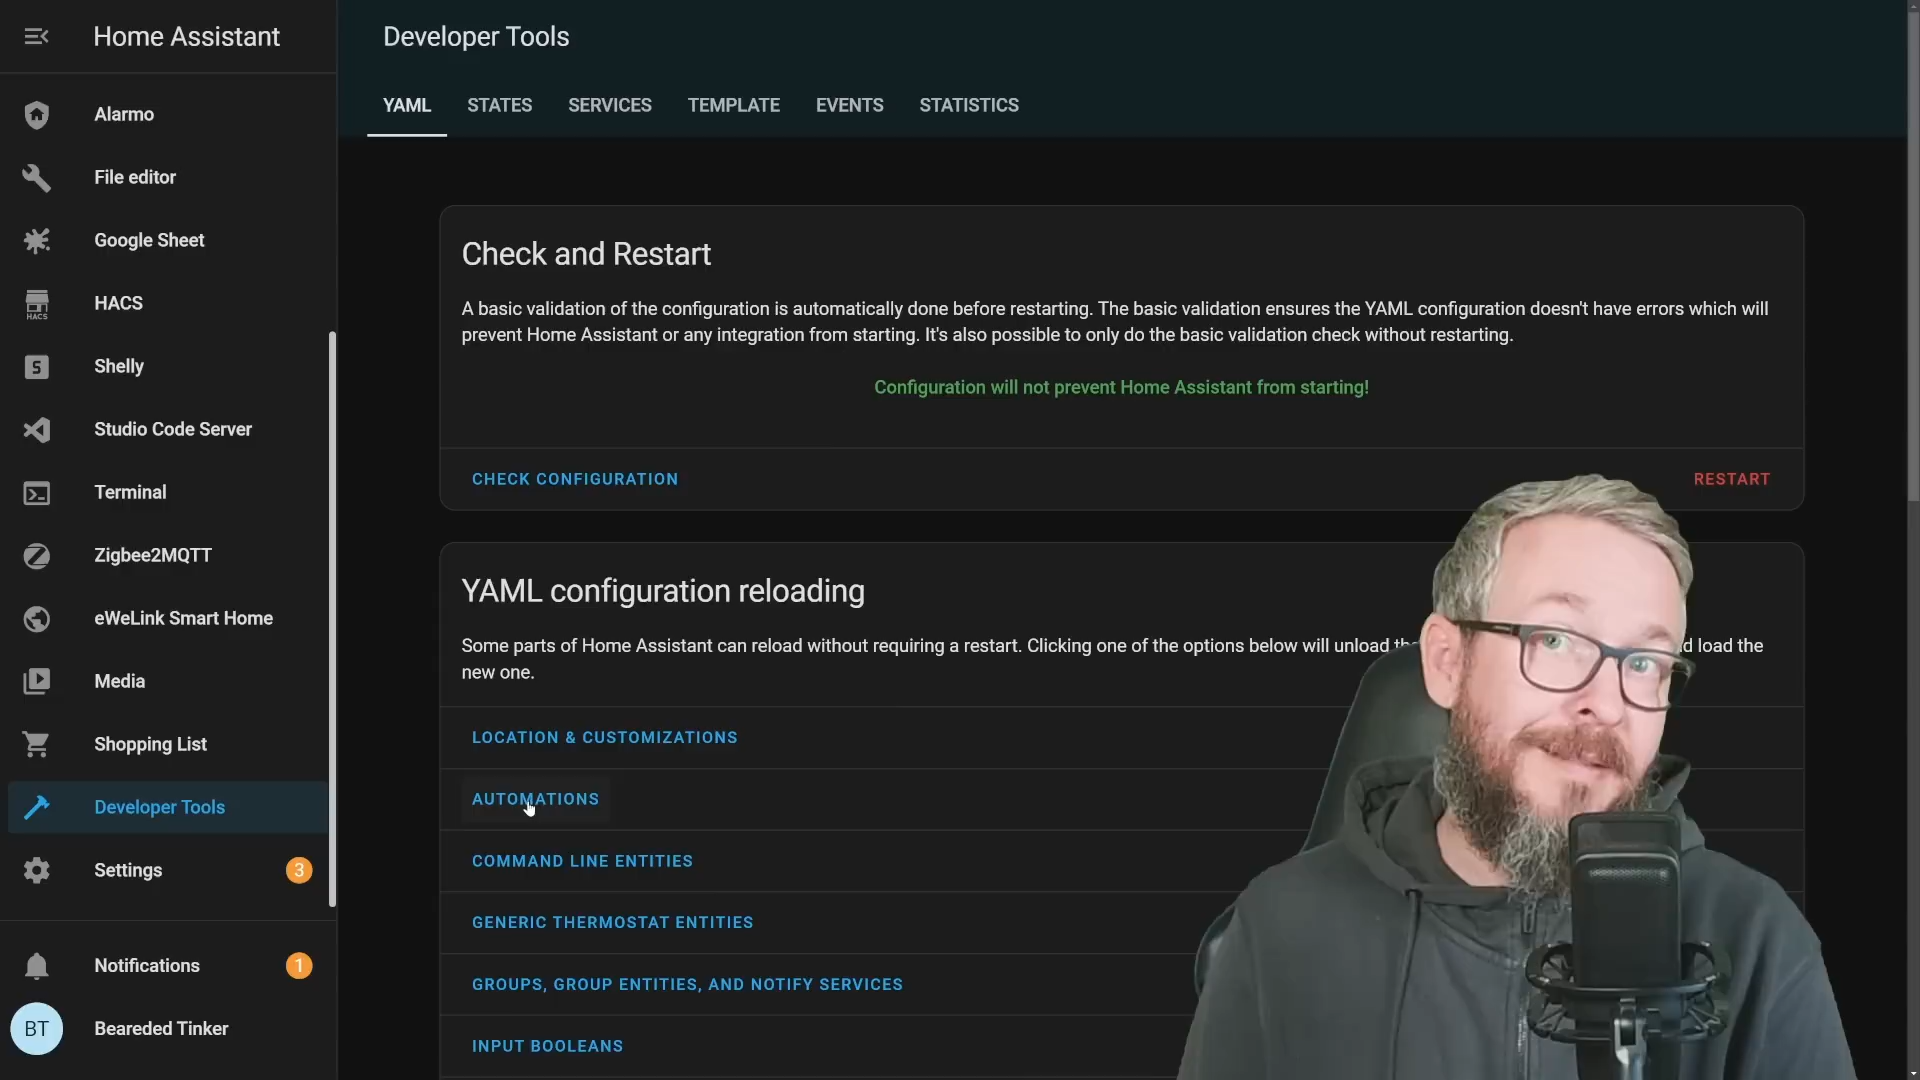 Home Assistant
Alarmo
File editor
Google Sheet
HACS
HACS
Shelly
Studio Code Server
Terminal
Zigbee2MQTT
eWeLink Smart Home
Media
Shopping List
Developer Tools
Settings
3
Notifications
1
BT
Beareded Tinker
Developer Tools
YAML STATES SERVICES TEMPLATE EVENTS STATISTICS
Check and Restart
A basic validation of the configuration is automatically done before restarting. The basic validation ensures the YAML configuration doesn't have errors which will
prevent Home Assistant or any integration from starting. It's also possible to only do the basic validation check without restarting.
Configuration will not prevent Home Assistant from starting!
CHECK CONFIGURATION
RESTART
YAML configuration reloading
Some parts of Home Assistant can reload without requiring a restart. Clicking one of the options below will unload load the
new one.
LOCATION & CUSTOMIZATIONS
AUTOMATIONS
COMMAND LINE ENTITIES
GENERIC THERMOSTAT ENTITIES
GROUPS, GROUP ENTITIES, AND NOTIFY SERVICES
INPUT BOOLEANS